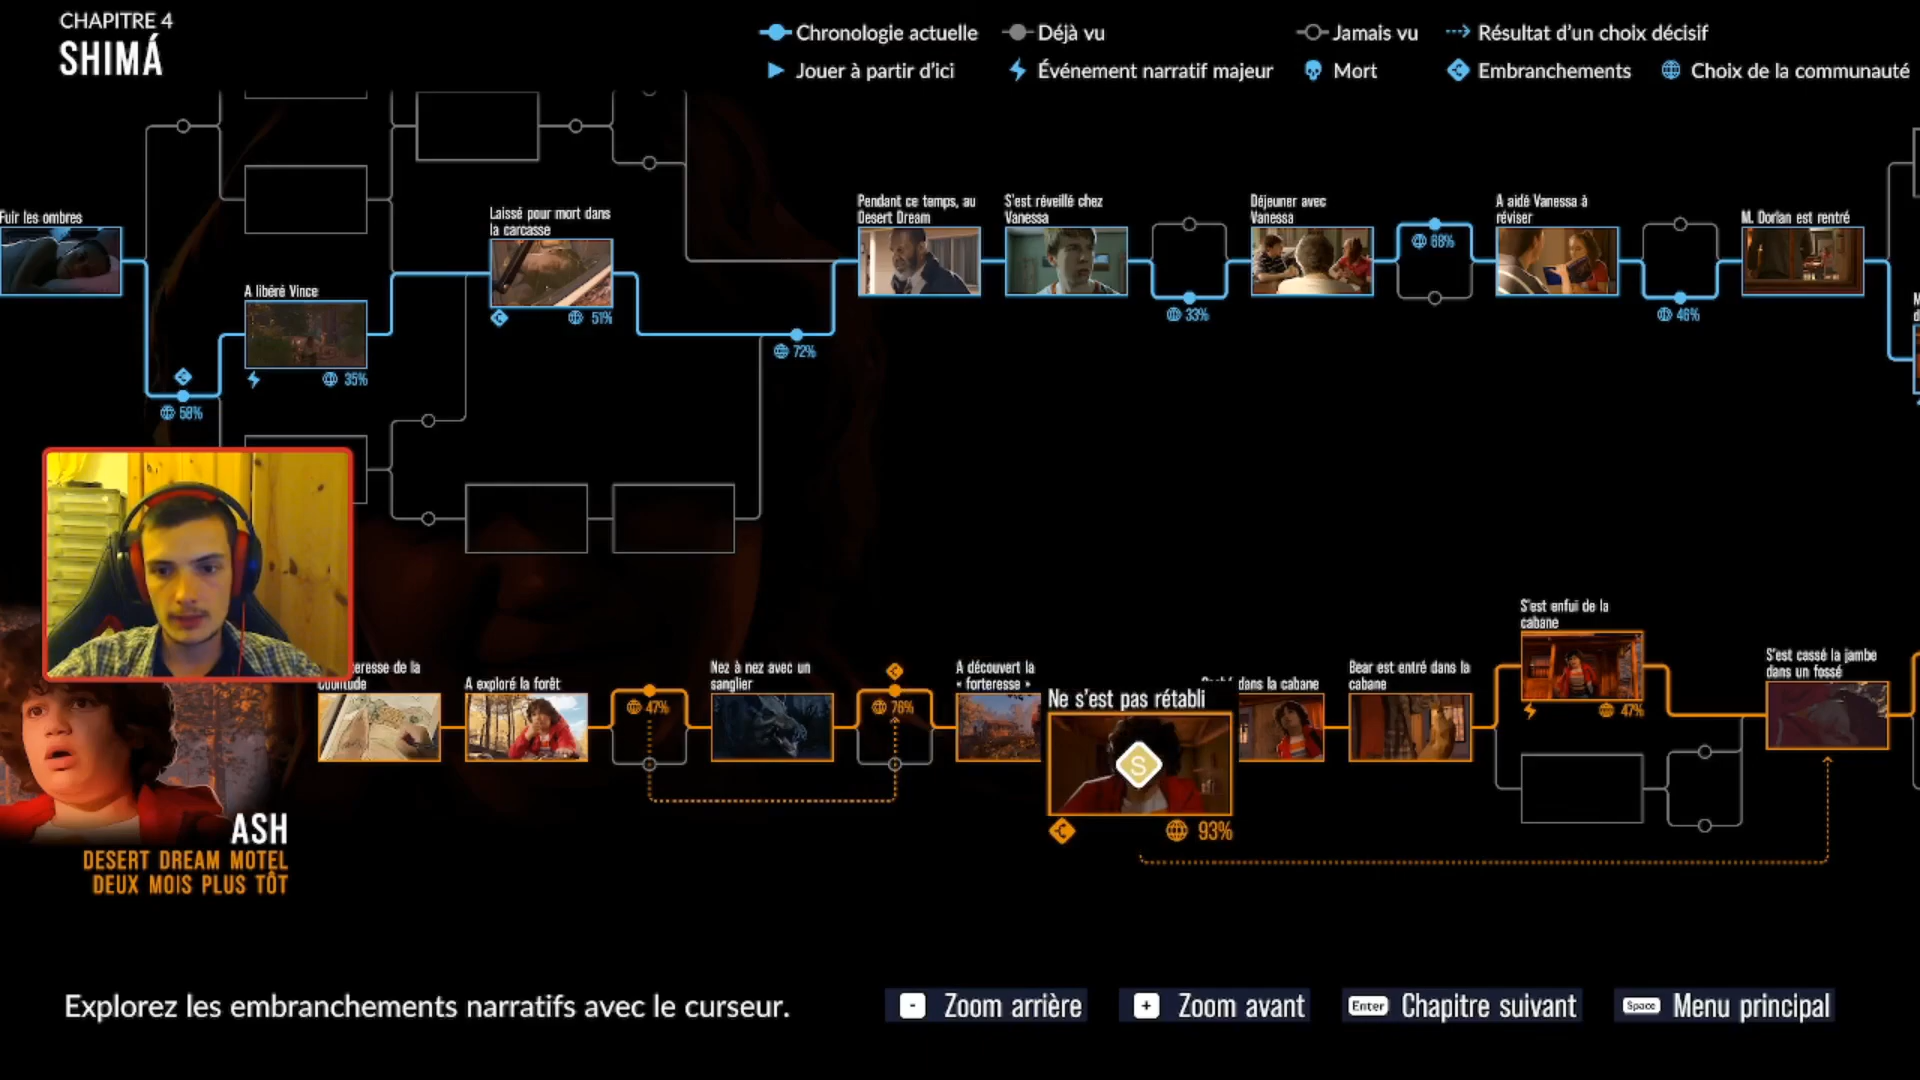 CHAPITRE 4
SHIMÁ
Chronologie actuelle
Déjà vu
Jamais vu
Résultat d'un choix décisif
Jouer à partir d'ici
Événement narratif majeur
Mort
Embranchements
Choix de la communauté
Fuir les ombres
58%
A libéré Vince
35%
Laissé pour mort dans
la carcasse
51%
72%
Pendant ce temps, au
Desert Dream
S'est réveillé chez
Vanessa
33%
Déjeuner avec
Vanessa
68%
A aidé Vanessa à
réviser
46%
M. Dorian est rentré
ASH
DESERT DREAM MOTEL
DEUX MOIS PLUS TÔT
eresse de la
A exploré la forêt
47%
Nez à nez avec un
sanglier
76%
A découvert la
« forteresse »
Ne s'est pas rétabli
S
93%
dans la cabane
Bear est entré dans la
cabane
S'est enfui de la
cabane
47%
S'est cassé la jambe
dans un fossé
Explorez les embranchements narratifs avec le curseur.
- Zoom arrière
+ Zoom avant
Enter Chapitre suivant
Space Menu principal